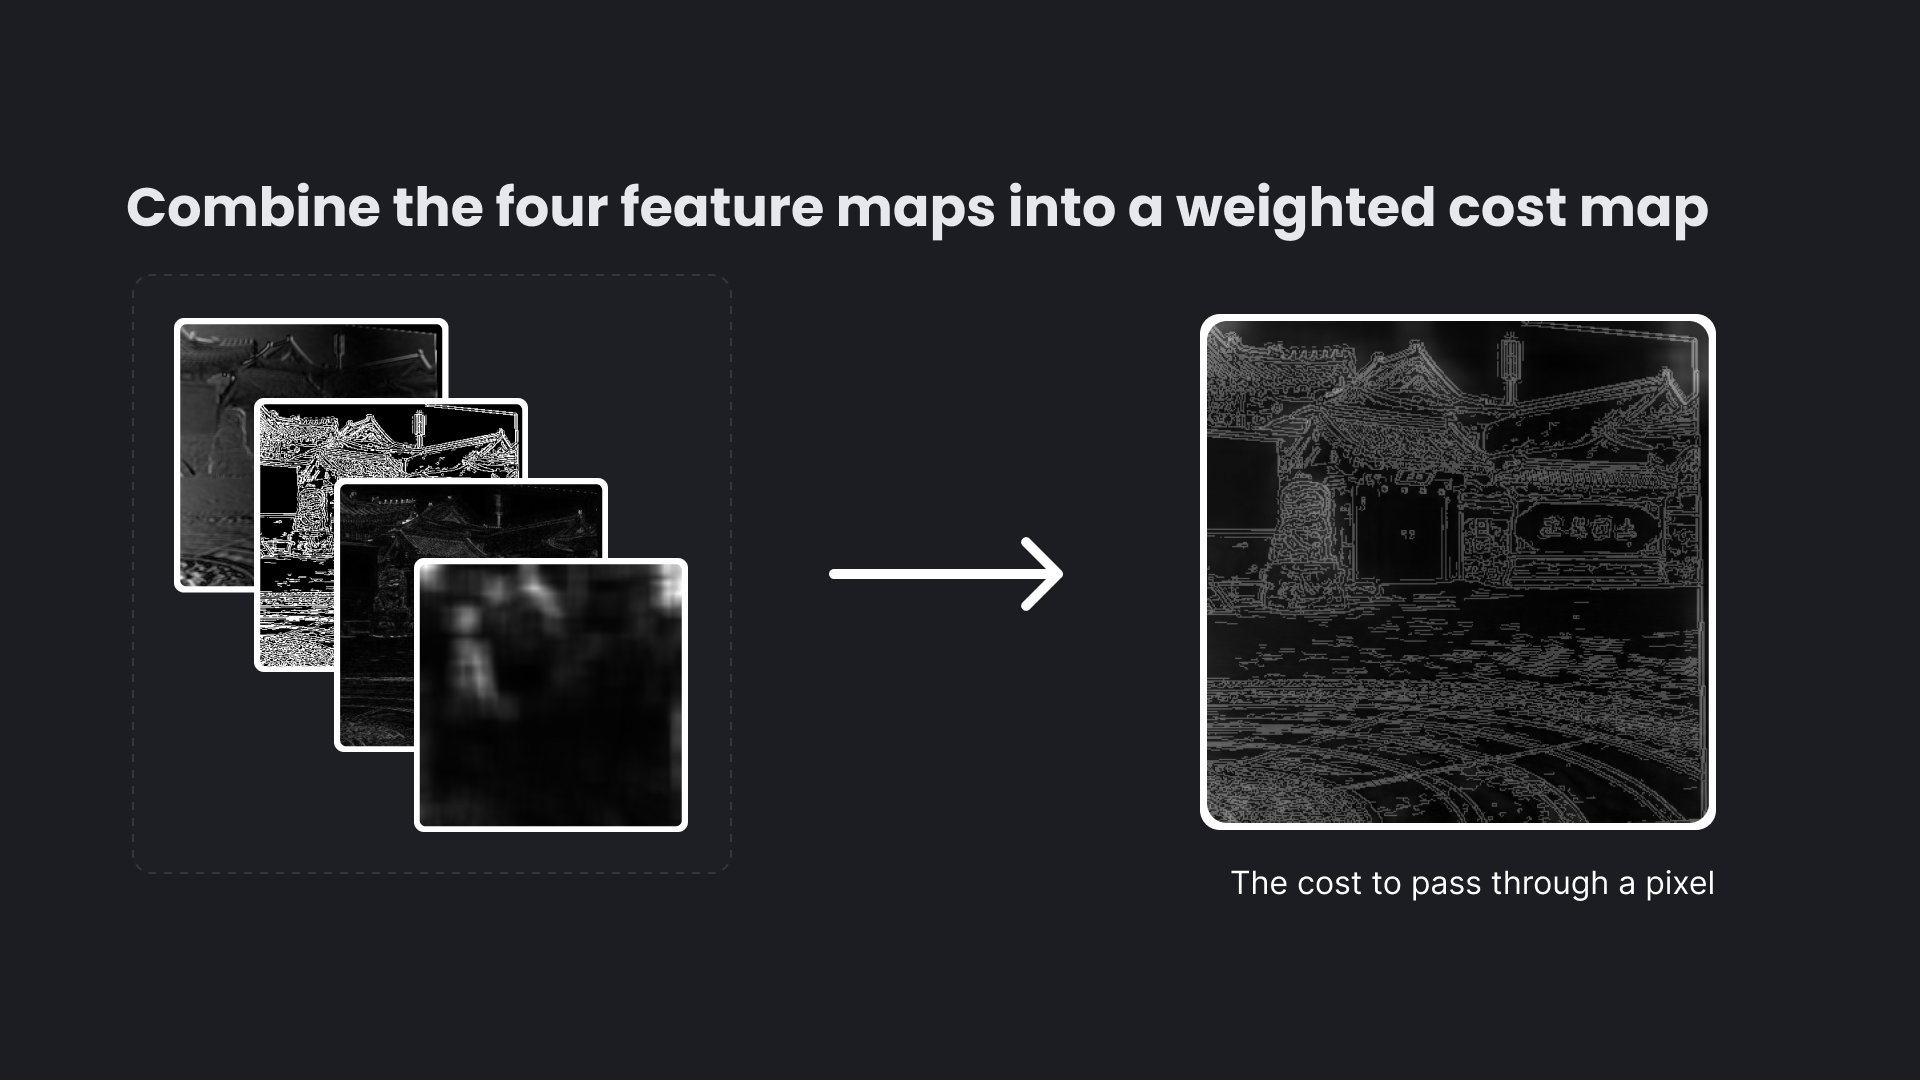 Combine the four feature maps into a weighted cost map
The cost to pass through a pixel